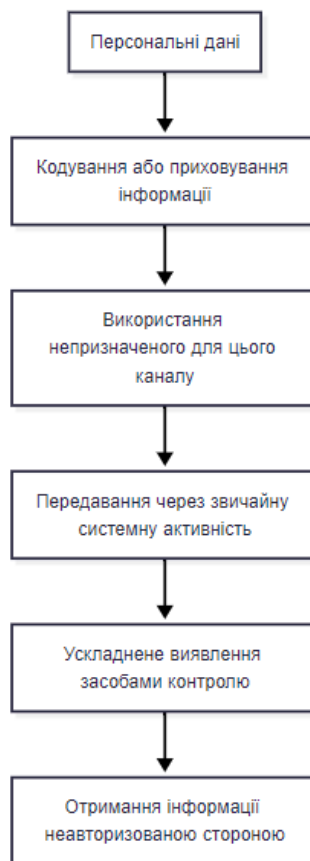 Персональні дані
Кодування або приховування
інформації
Використання
непризначеного для цього
каналу
Передавання через звичайну
системну активність
Ускладнене виявлення
засобами контролю
Отримання інформації
неавторизованою стороною